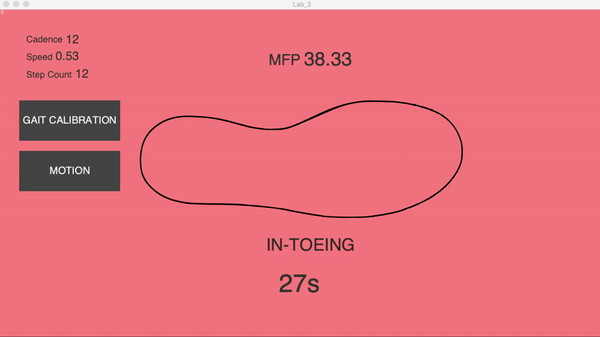 Lab_3
Cadence 12
Speed 0.53
Step Count 12
MFP 38.33
GAIT CALIBRATION
MOTION
IN-TOEING
27s